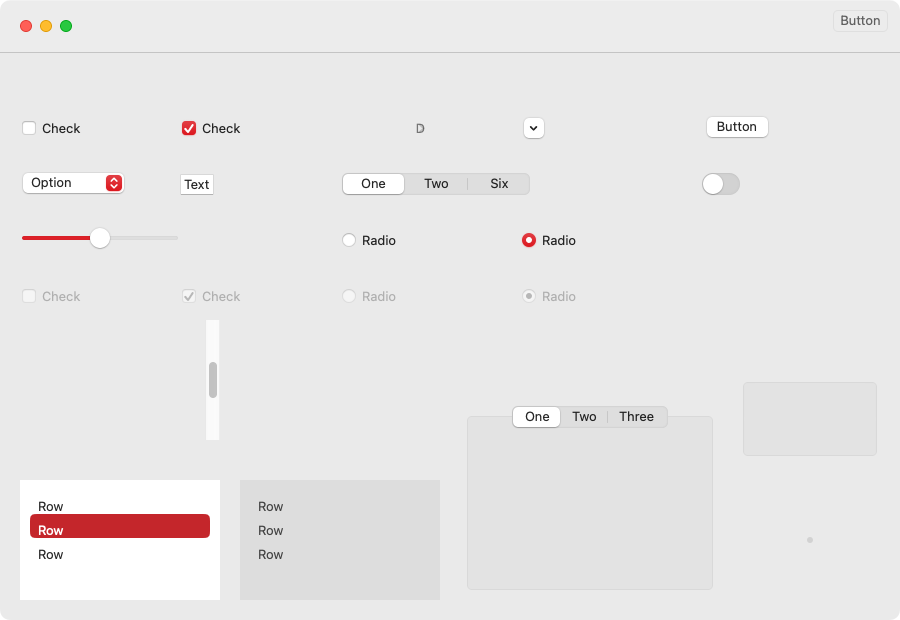 Button
Check
Check
D
Button
Option
Text
One Two Six
Radio
Radio
Check
Check
Radio
Radio
One Two Three
Row
Row
Row
Row
Row
Row